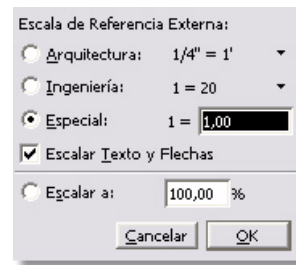 Escala de Referencia Externa:
Arquitectura: 1/4" = 1'
Ingeniería: 1 = 20
Especial: 1 = 1,00
Escalar Texto y Flechas
Escalar a: 100,00 %
Cancelar OK